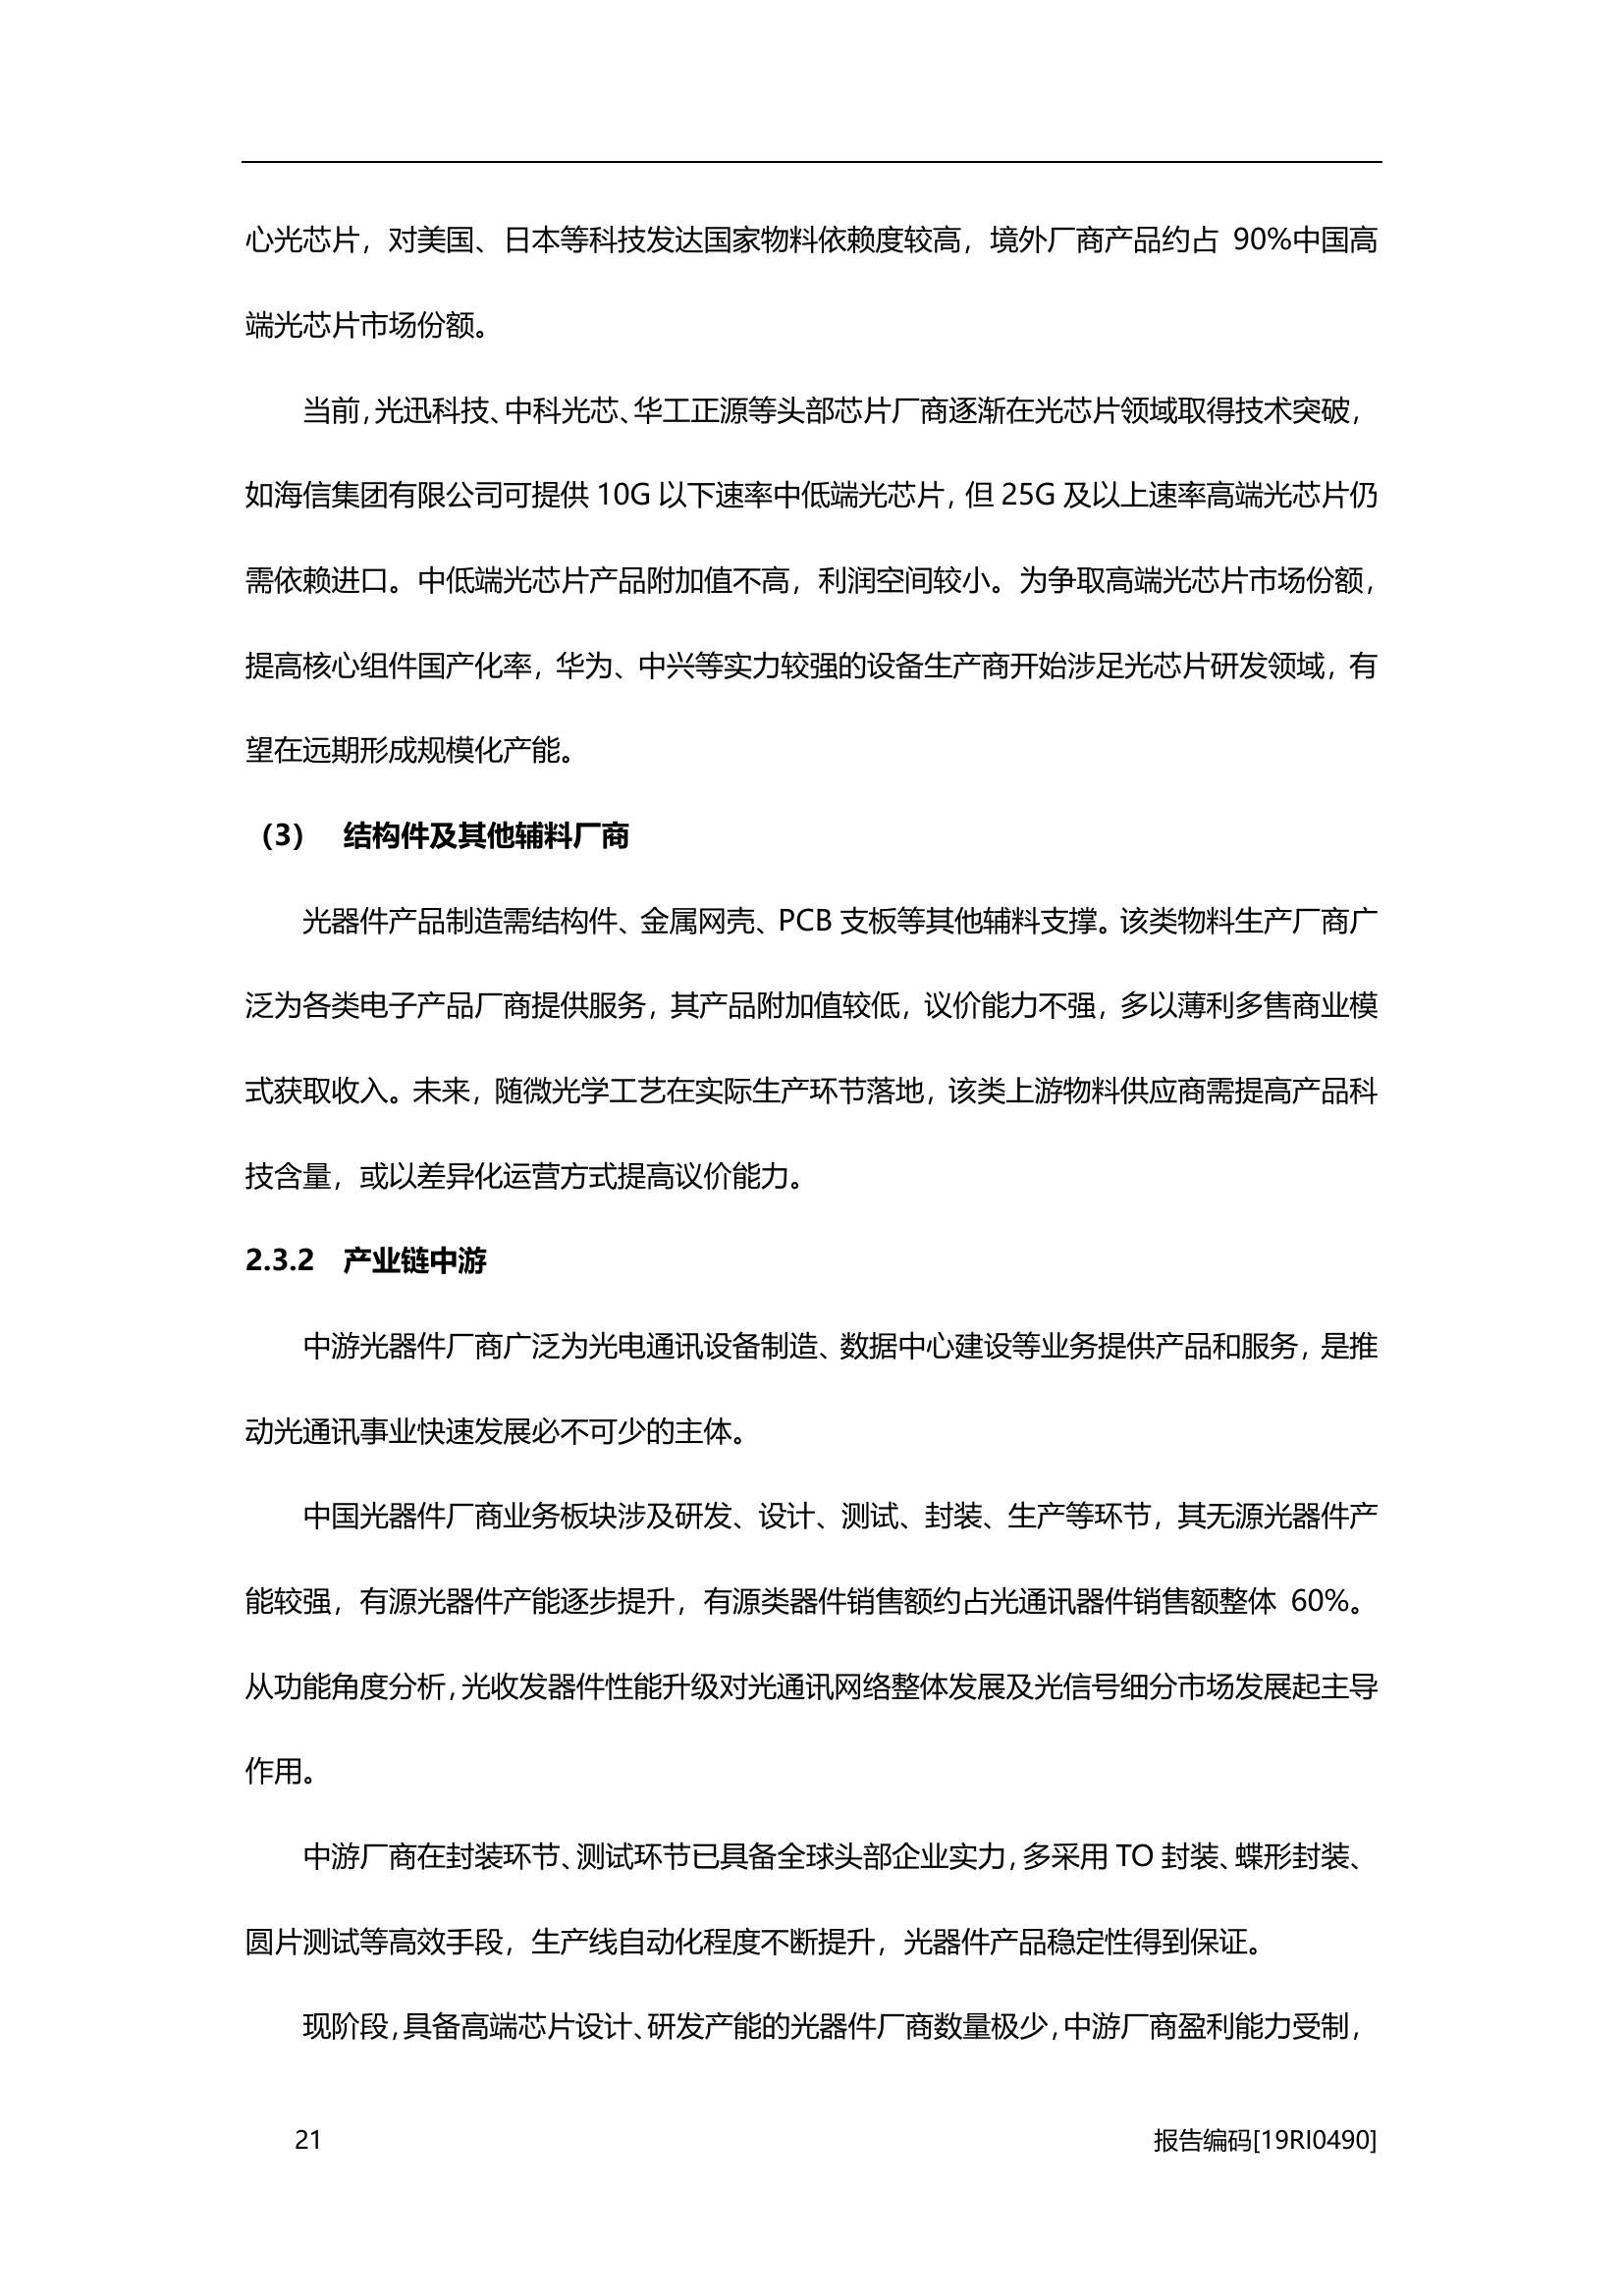 心光芯片，对美国、日本等科技发达国家物料依赖度较高，境外厂商产品约占 90%中国高
端光芯片市场份额。
当前，光迅科技、中科光芯、华工正源等头部芯片厂商逐渐在光芯片领域取得技术突破，
如海信集团有限公司可提供 10G 以下速率中低端光芯片，但 25G 及以上速率高端光芯片仍
需依赖进口。中低端光芯片产品附加值不高，利润空间较小。为争取高端光芯片市场份额，
提高核心组件国产化率，华为、中兴等实力较强的设备生产商开始涉足光芯片研发领域，有
望在远期形成规模化产能。
（3） 结构件及其他辅料厂商
光器件产品制造需结构件、金属网壳、PCB 支板等其他辅料支撑。该类物料生产厂商广
泛为各类电子产品厂商提供服务，其产品附加值较低，议价能力不强，多以薄利多售商业模
式获取收入。未来，随微光学工艺在实际生产环节落地，该类上游物料供应商需提高产品科
技含量，或以差异化运营方式提高议价能力。
2.3.2 产业链中游
中游光器件厂商广泛为光电通讯设备制造、数据中心建设等业务提供产品和服务，是推
动光通讯事业快速发展必不可少的主体。
中国光器件厂商业务板块涉及研发、设计、测试、封装、生产等环节，其无源光器件产
能较强，有源光器件产能逐步提升，有源类器件销售额约占光通讯器件销售额整体 60%。
从功能角度分析，光收发器件性能升级对光通讯网络整体发展及光信号细分市场发展起主导
作用。
中游厂商在封装环节、测试环节已具备全球头部企业实力，多采用 TO 封装、蝶形封装、
圆片测试等高效手段，生产线自动化程度不断提升，光器件产品稳定性得到保证。
现阶段，具备高端芯片设计、研发产能的光器件厂商数量极少，中游厂商盈利能力受制，
21 报告编码[19RI0490]